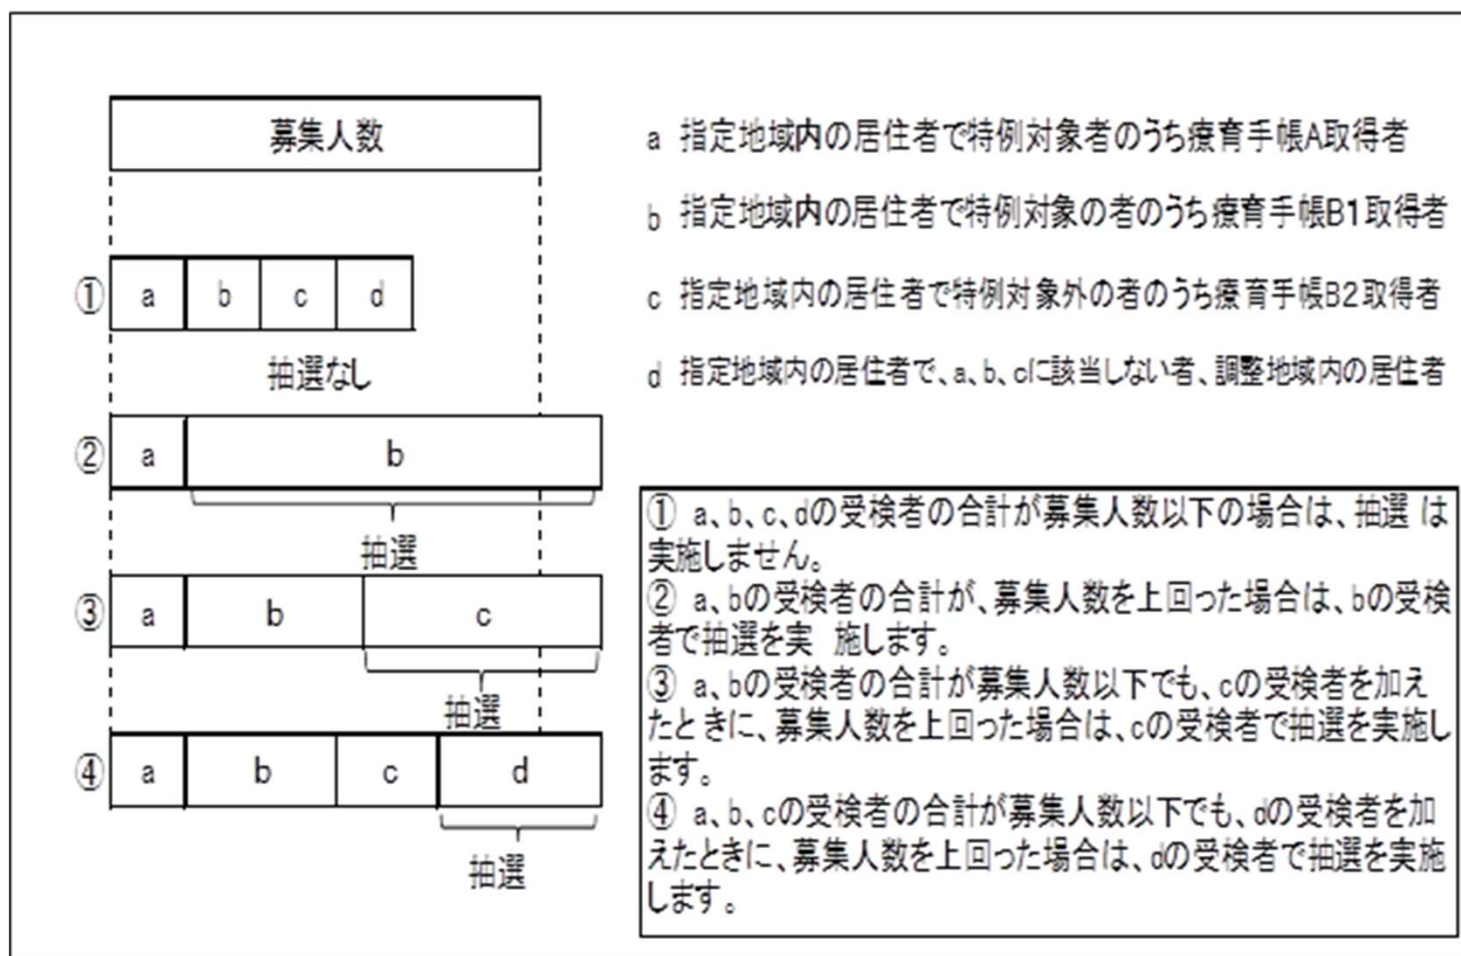 募集人数
a 指定地域内の居住者で特例対象者のうち療育手帳A取得者
b 指定地域内の居住者で特例対象の者のうち療育手帳B1取得者
c 指定地域内の居住者で特例対象外の者のうち療育手帳B2取得者
d 指定地域内の居住者で、a、b、cに該当しない者、調整地域内の居住者
① a b c d
抽選なし
② a b
抽選
③ a b c
抽選
④ a b c d
抽選
① a、b、c、dの受検者の合計が募集人数以下の場合は、抽選 は
実施しません。
② a、bの受検者の合計が、募集人数を上回った場合は、bの受検
者で抽選を実 施します。
③ a、bの受検者の合計が募集人数以下でも、cの受検者を加え
たときに、募集人数を上回った場合は、cの受検者で抽選を実施し
ます。
④ a、b、cの受検者の合計が募集人数以下でも、dの受検者を加
えたときに、募集人数を上回った場合は、dの受検者で抽選を実施
します。